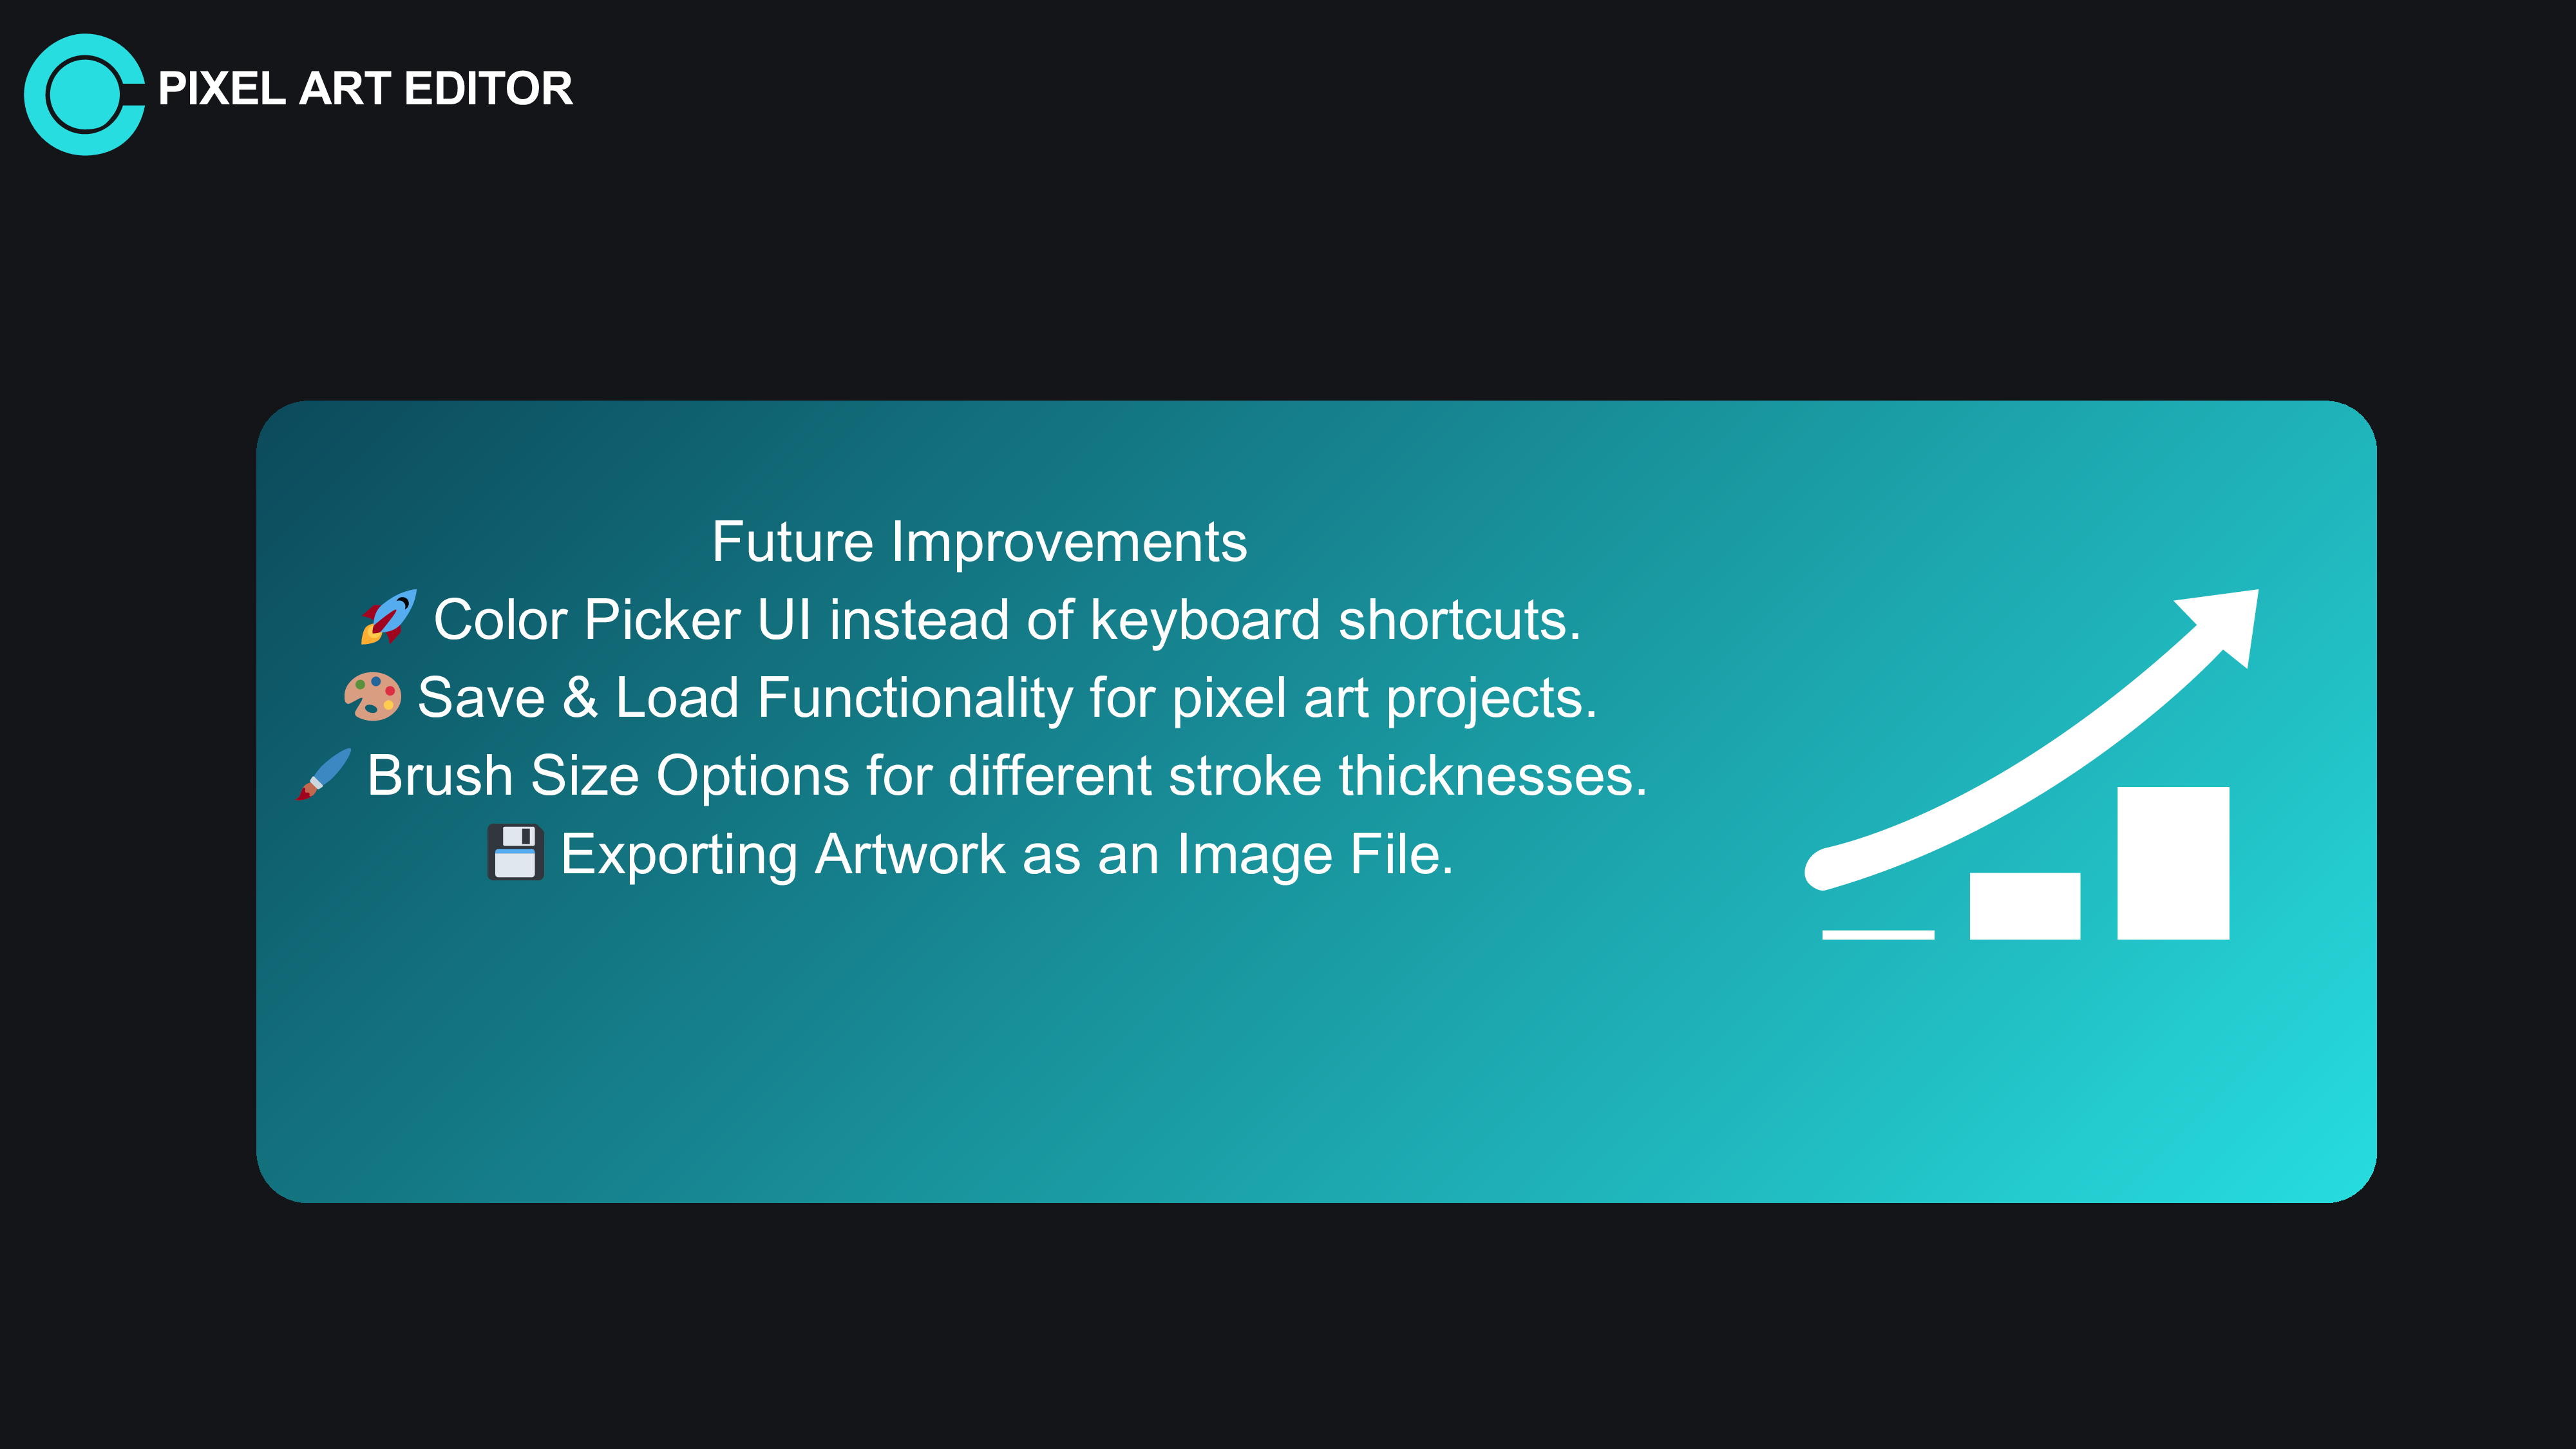 PIXEL ART EDITOR
Future Improvements
🚀 Color Picker UI instead of keyboard shortcuts.
🎨 Save & Load Functionality for pixel art projects.
🖌️ Brush Size Options for different stroke thicknesses.
💾 Exporting Artwork as an Image File.